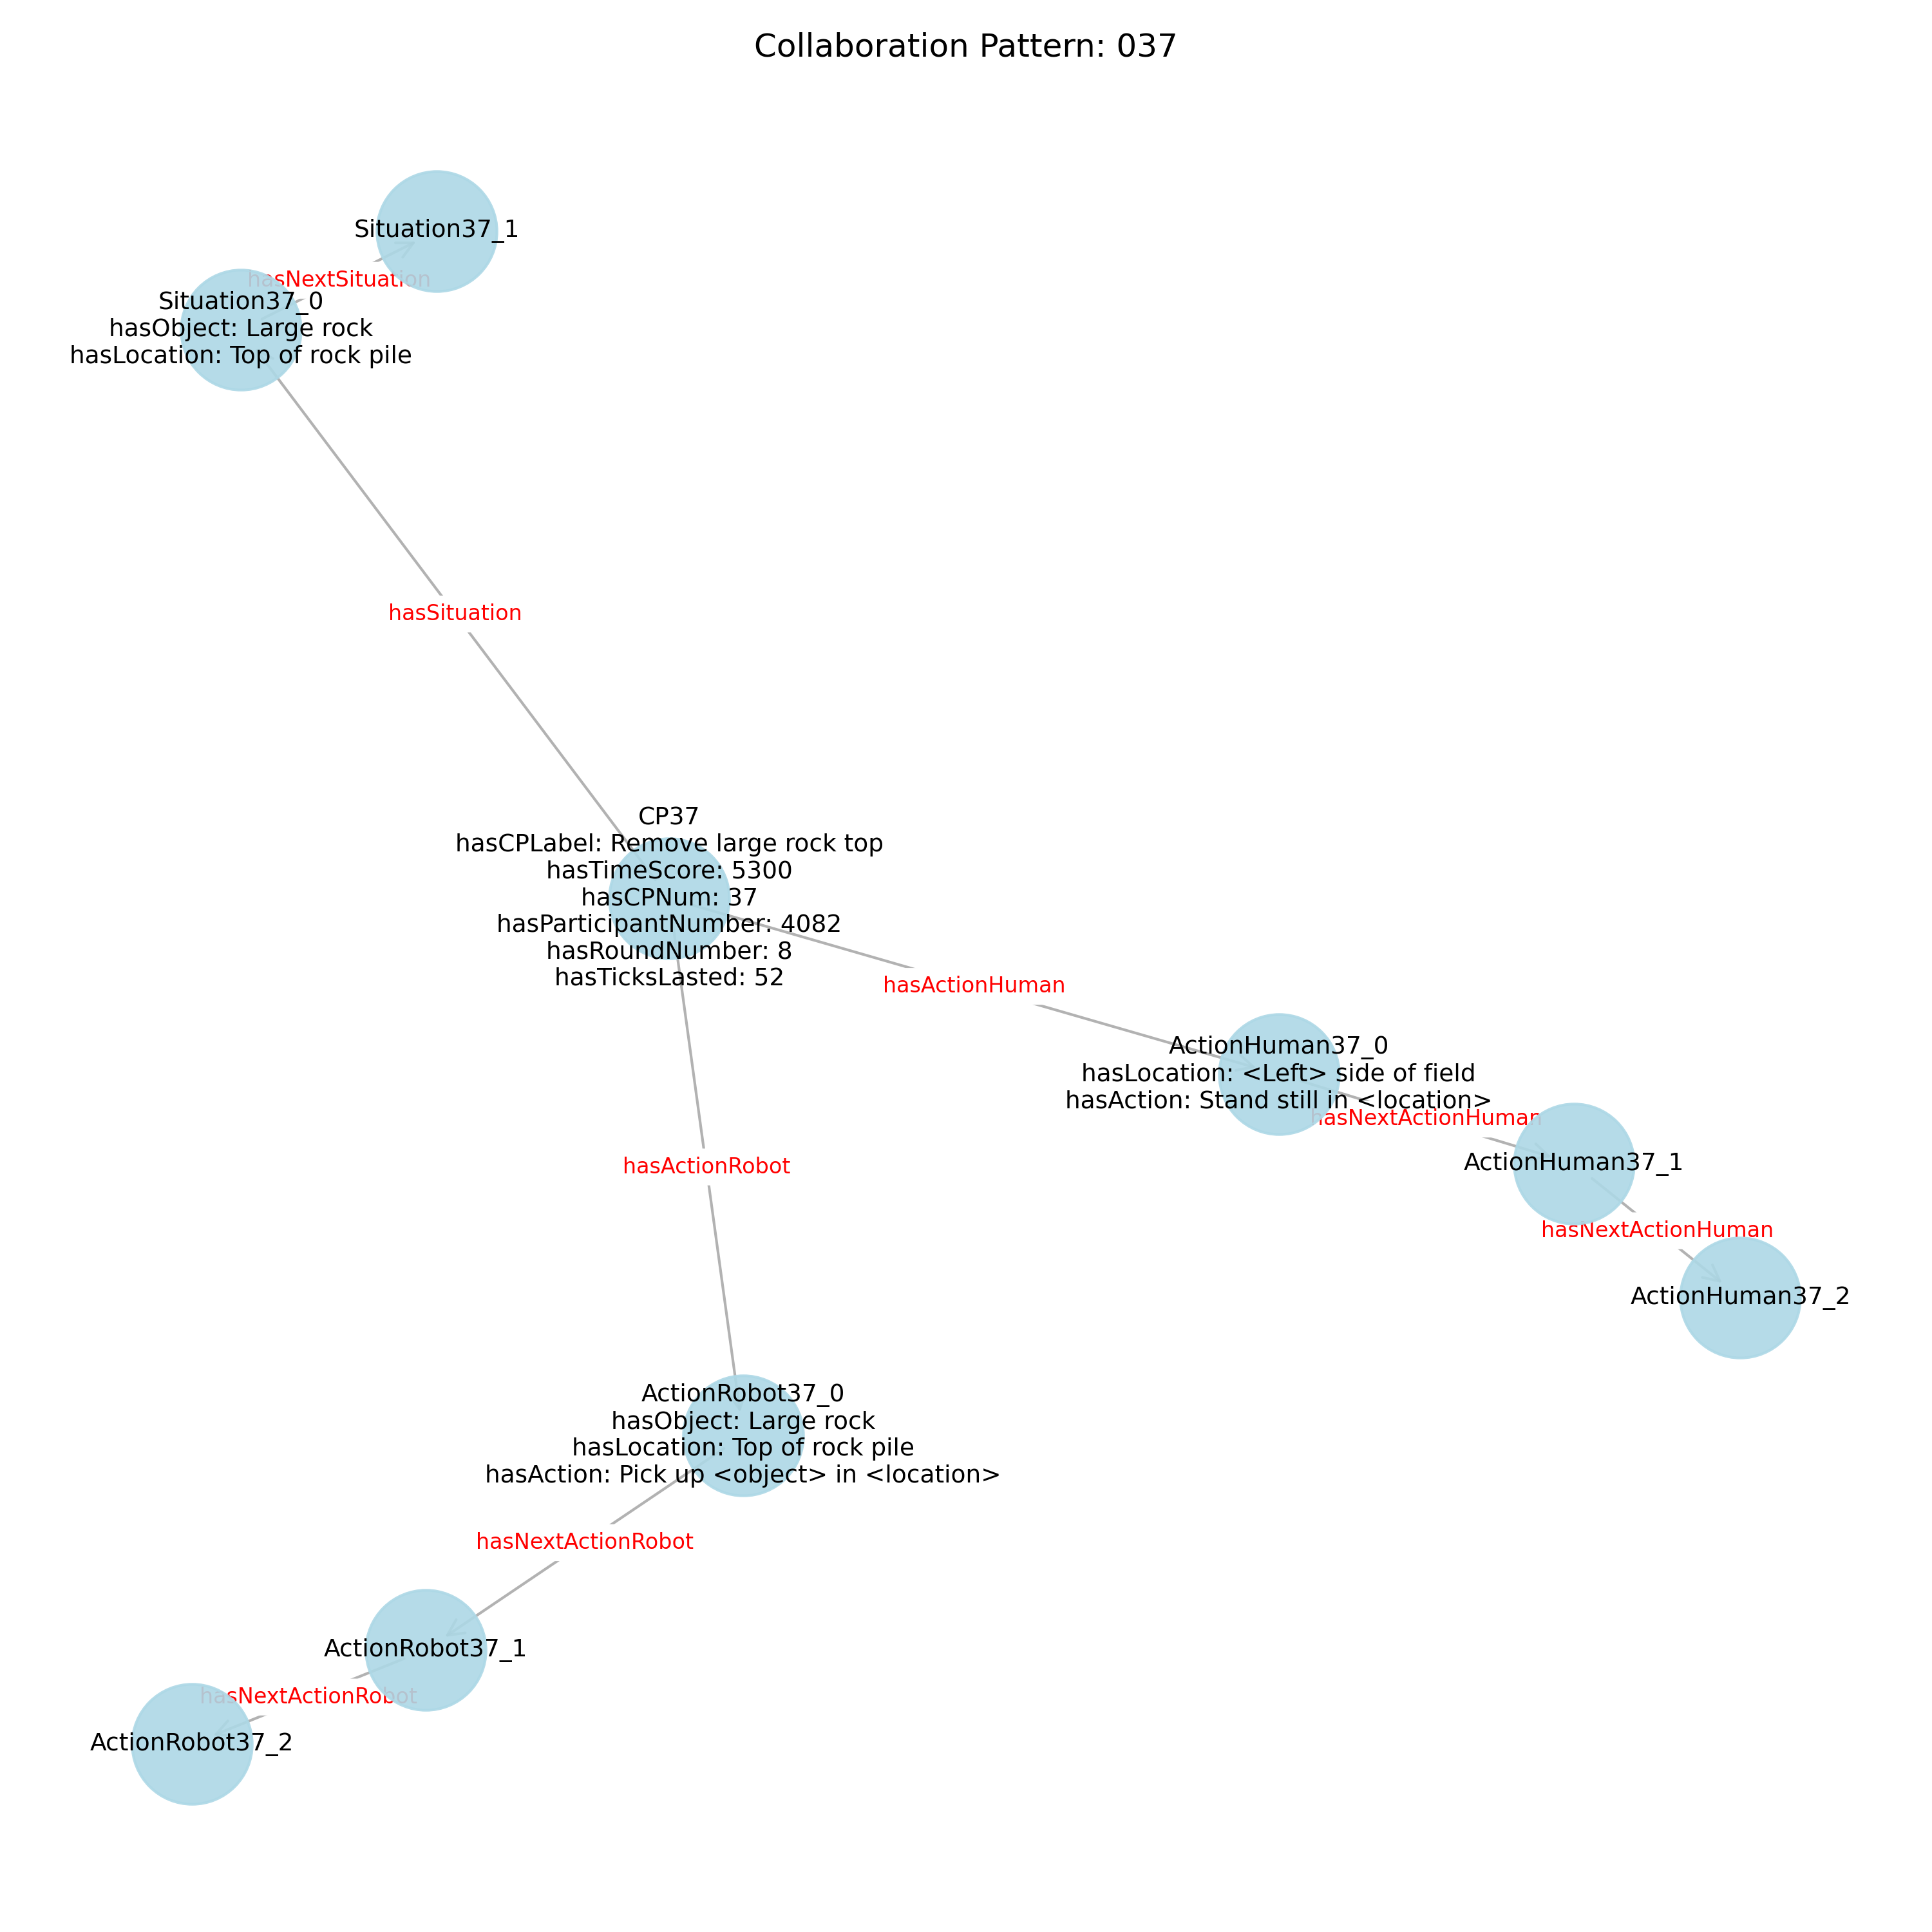 Collaboration Pattern: 037
Situation37_1
hasNextSituation
Situation37_0
hasObject: Large rock
hasLocation: Top of rock pile
hasSituation
CP37
hasCPLabel: Remove large rock top
hasTimeScore: 5300
hasCPNum: 37
hasParticipantNumber: 4082
hasRoundNumber: 8
hasTicksLasted: 52
hasActionHuman
ActionHuman37_0
hasLocation: <Left> side of field
hasAction: Stand still in <location>
hasNextActionHuman
ActionHuman37_1
hasNextActionHuman
ActionHuman37_2
hasActionRobot
ActionRobot37_0
hasObject: Large rock
hasLocation: Top of rock pile
hasAction: Pick up <object> in <location>
hasNextActionRobot
ActionRobot37_1
hasNextActionRobot
ActionRobot37_2